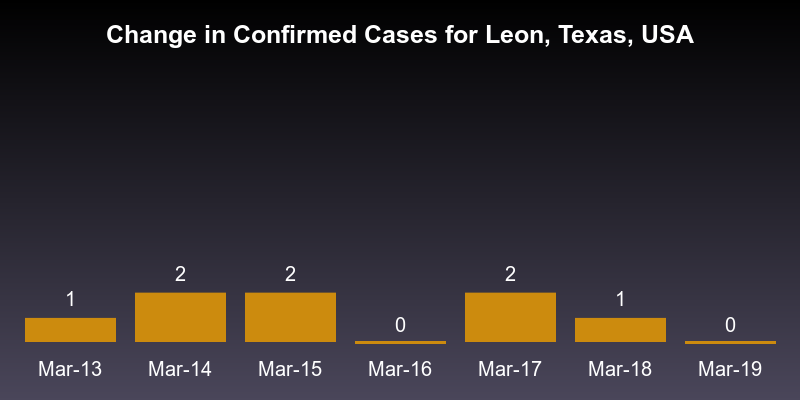 Change in Confirmed Cases for Leon, Texas, USA
1 2 2 0 2 1 0
Mar-13 Mar-14 Mar-15 Mar-16 Mar-17 Mar-18 Mar-19